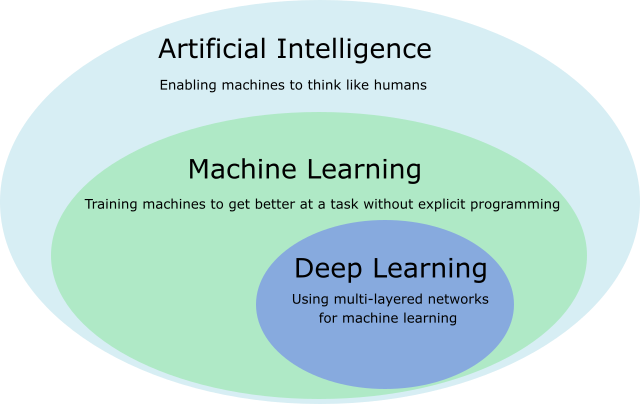 Artificial Intelligence
Enabling machines to think like humans
Machine Learning
Training machines to get better at a task without explicit programming
Deep Learning
Using multi-layered networks
for machine learning